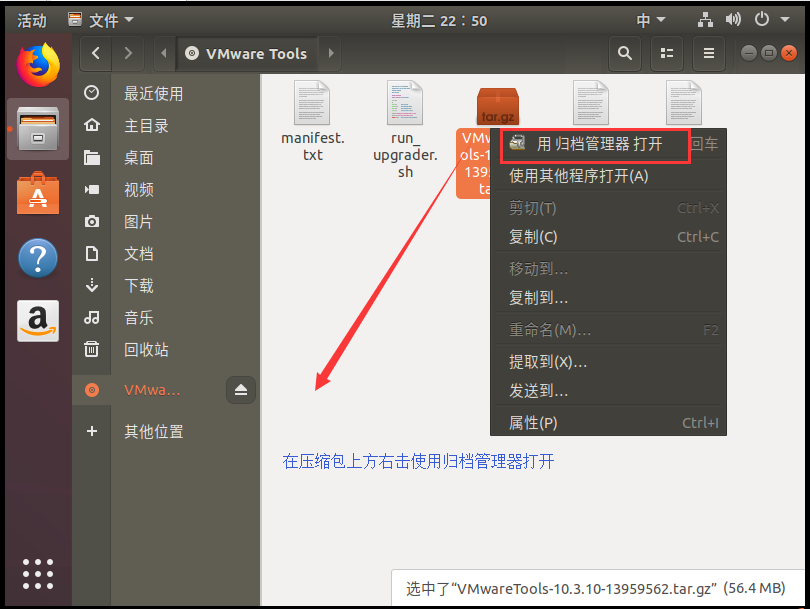 活动
文件
星期二 22：50
中
VMware Tools
最近使用
主目录
桌面
视频
图片
文档
下载
音乐
回收站
VMwa…
其他位置
manifest.
txt
run_
upgrader.
sh
tar.gz
VMw
ols-1
1395
ta
用 归档管理器 打开
回车
使用其他程序打开(A)
剪切(T) Ctrl+X
复制(C) Ctrl+C
移动到…
复制到…
重命名(M)… F2
提取到(X)…
发送到…
属性(P) Ctrl+I
在压缩包上方右击使用归档管理器打开
选中了“VMwareTools-10.3.10-13959562.tar.gz” (56.4 MB)